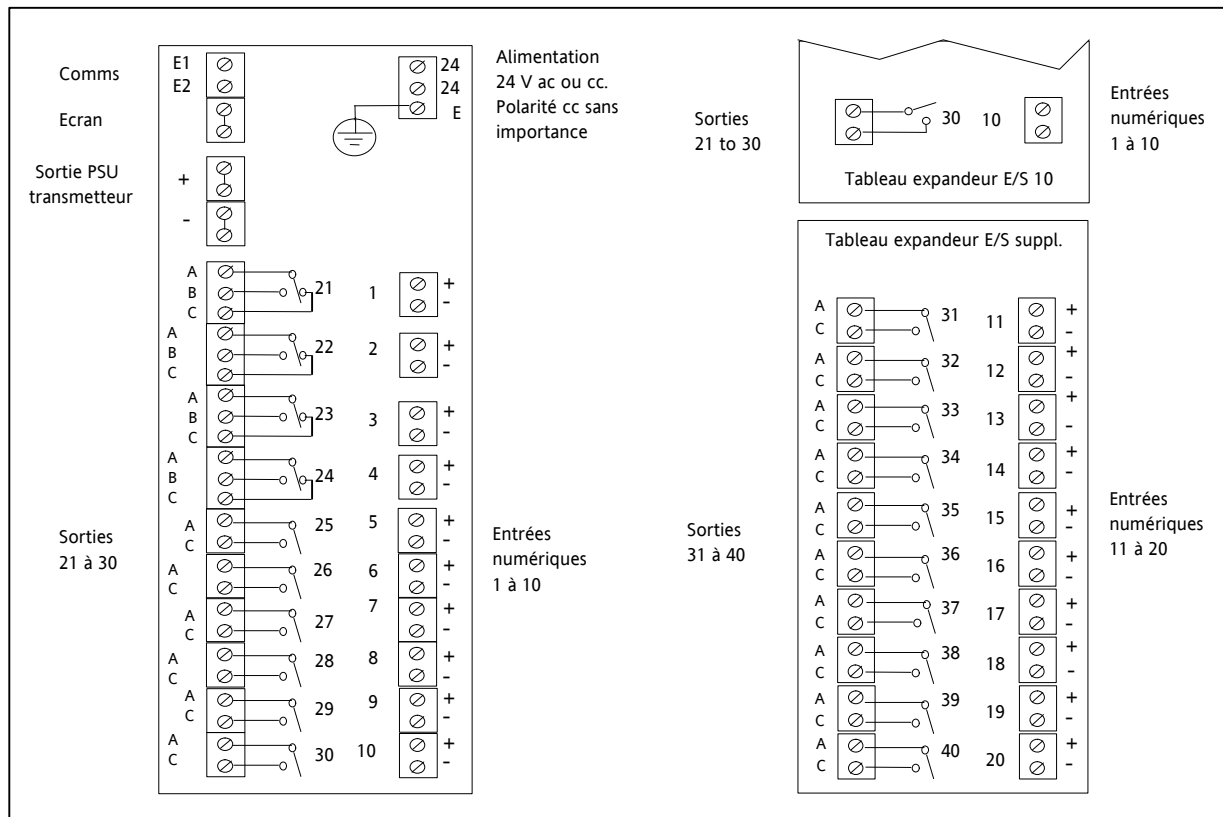 Comms
E1
E2
Ecran
Sortie PSU
transmetteur
+
-
24
24
E
Alimentation
24 V ac ou cc.
Polarité cc sans
importance
A
B
C
21
1
+
-
A
B
C
22
2
+
-
A
B
C
23
3
+
-
A
B
C
24
4
+
-
A
C
25
5
+
-
A
C
26
6
+
-
A
C
27
7
+
-
A
C
28
8
+
-
A
C
29
9
+
-
A
C
30
10
+
-
Sorties
21 à 30
Entrées
numériques
1 à 10
Sorties
21 to 30
30
10
Entrées
numériques
1 à 10
Tableau expandeur E/S 10
Tableau expandeur E/S suppl.
A
C
31
11
+
-
A
C
32
12
+
-
A
C
33
13
+
-
A
C
34
14
+
-
A
C
35
15
+
-
A
C
36
16
+
-
A
C
37
17
+
-
A
C
38
18
+
-
A
C
39
19
+
-
A
C
40
20
+
-
Sorties
31 à 40
Entrées
numériques
11 à 20